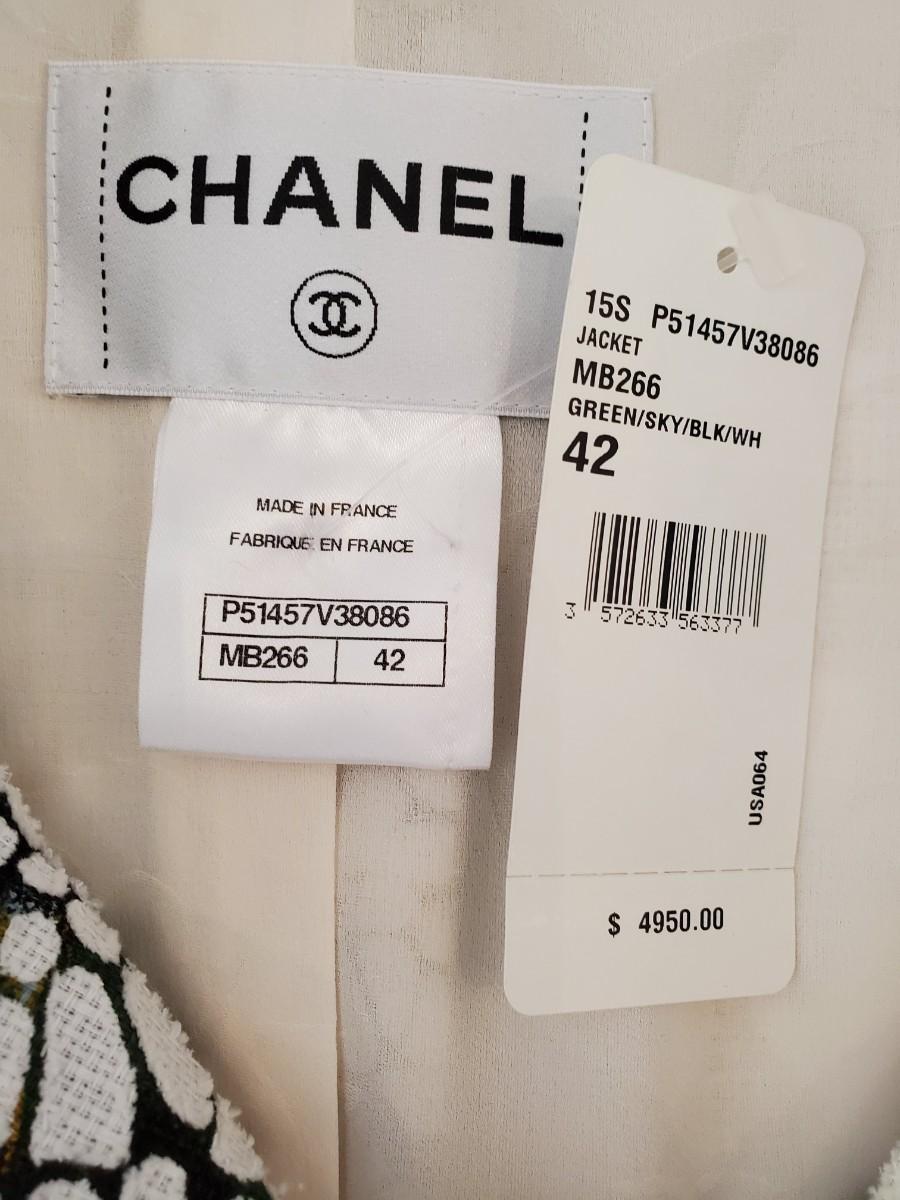 CHANEL
MADE IN FRANCE
FABRIQUE EN FRANCE
P51457V38086
MB266 42
15S P51457V38086
JACKET
MB266
GREEN/SKY/BLK/WH
42
3 572633 563377
USA064
$ 4950.00